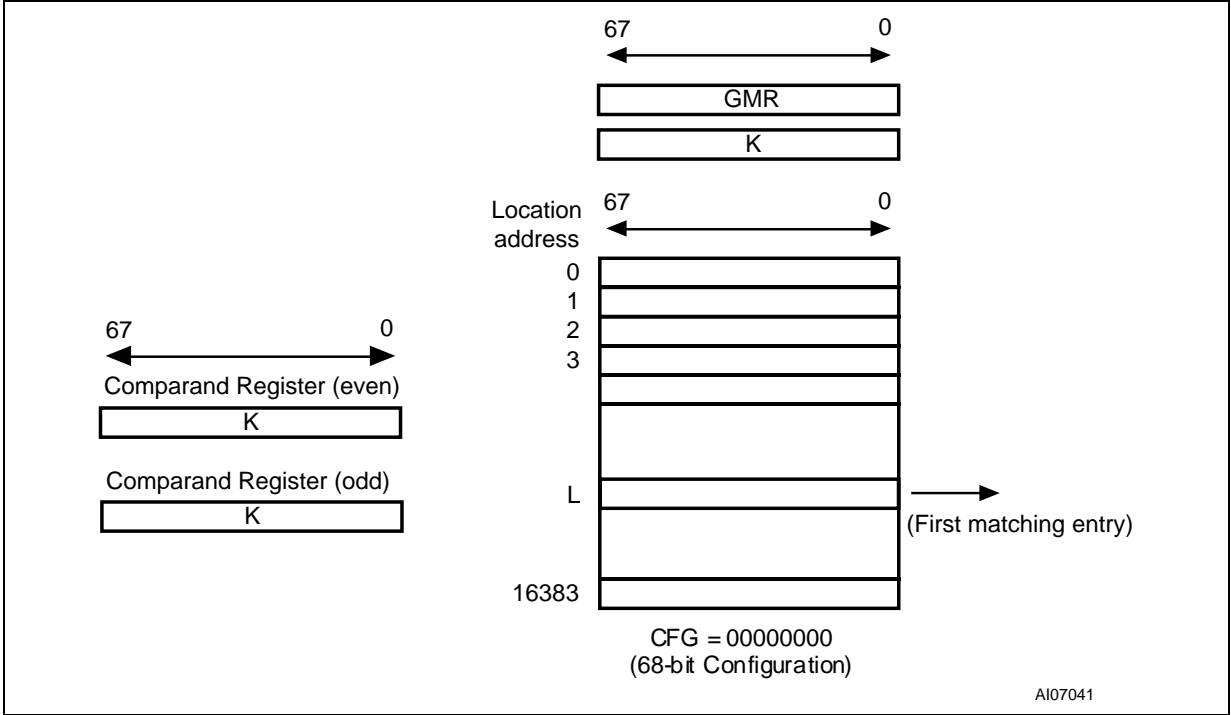 67 0
GMR
K
67 0
Location
address
0
1
2
3
L
(First matching entry)
16383
CFG = 00000000
(68-bit Configuration)
67 0
Comparand Register (even)
K
Comparand Register (odd)
K
AI07041